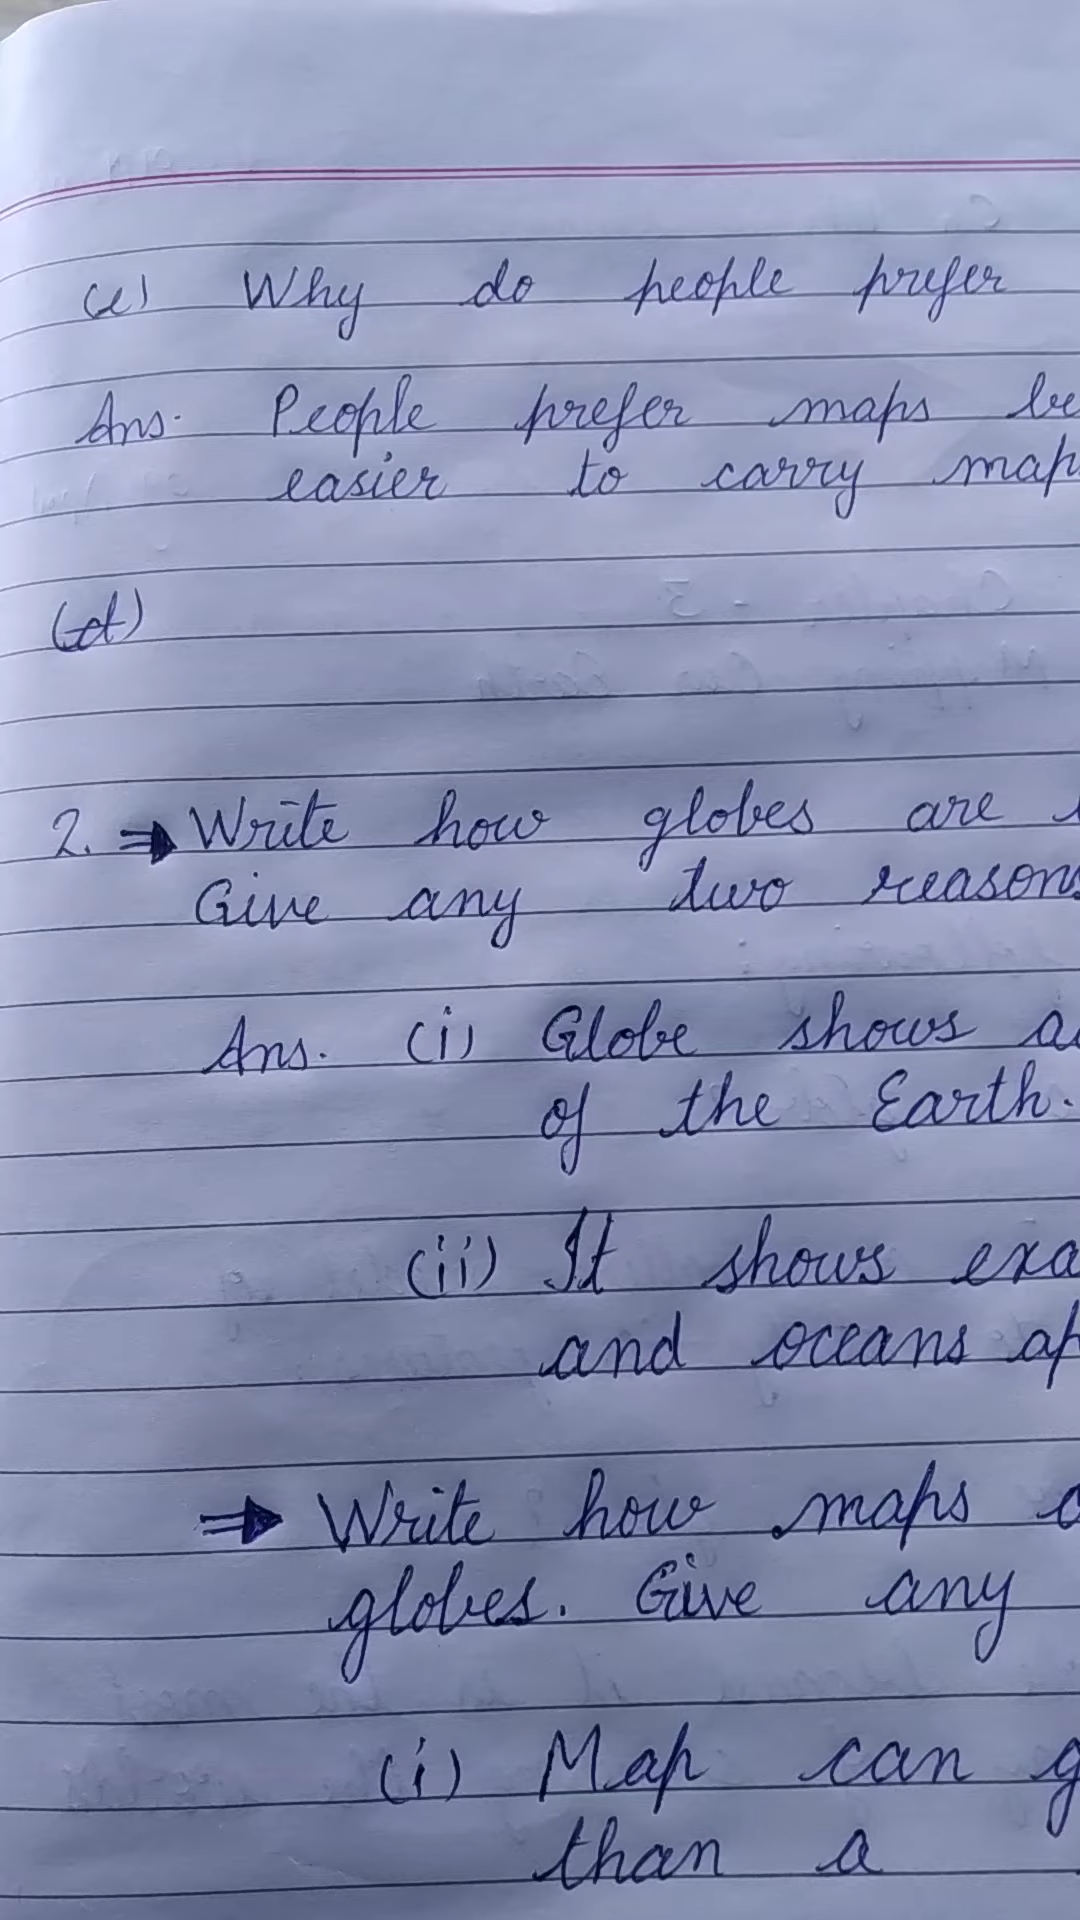 (e) Why do people prefer
Ans. People prefer maps be
easier to carry map
(d)
2. ⇒ Write how globes are
Give any two reasons
Ans. (i) Globe shows a
of the Earth.
(ii) It shows exa
and oceans ap
⇒ Write how maps
globes. Give any
(i) Map can g
than a